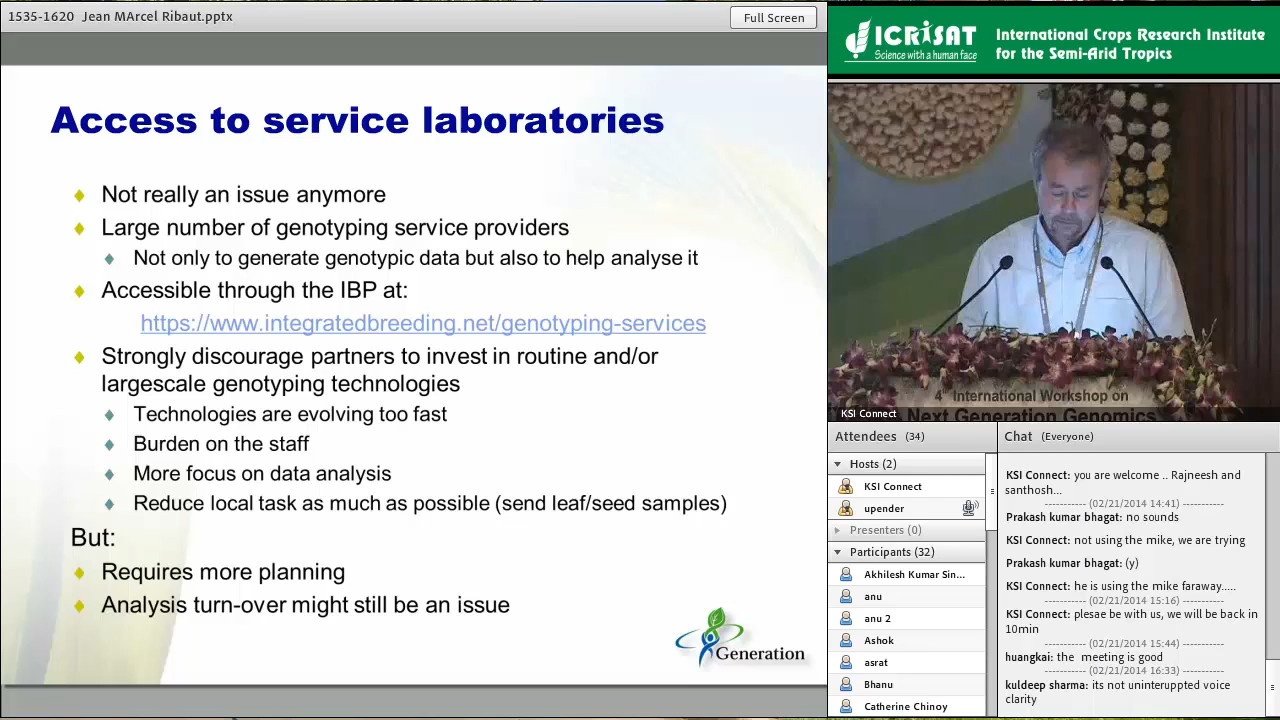 1535-1620 Jean MArcel Ribaut.pptx
Full Screen
Access to service laboratories
Not really an issue anymore
Large number of genotyping service providers
Not only to generate genotypic data but also to help analyse it
Accessible through the IBP at:
https://www.integratedbreeding.net/genotyping-services
Strongly discourage partners to invest in routine and/or
largescale genotyping technologies
Technologies are evolving too fast
Burden on the staff
More focus on data analysis
Reduce local task as much as possible (send leaf/seed samples)
But:
Requires more planning
Analysis turn-over might still be an issue
Generation
ICRISAT
Science with a human face
International Crops Research Institute
for the Semi-Arid Tropics
4th International Workshop on
Next Generation Genomics
KSI Connect
Attendees (34)
Hosts (2)
KSI Connect
upender
Presenters (0)
Participants (32)
Akhilesh Kumar Sin...
anu
anu 2
Ashok
asrat
Bhanu
Catherine Chinoy
Chat (Everyone)
KSI Connect: you are welcome .. Rajneesh and
santhosh...
---------- (02/21/2014 14:41) ----------
Prakash kumar bhagat: no sounds
KSI Connect: not using the mike, we are trying
Prakash kumar bhagat: (y)
KSI Connect: he is using the mike faraway.....
---------- (02/21/2014 15:16) ----------
KSI Connect: plesae be with us, we will be back in
10min
---------- (02/21/2014 15:44) ----------
huangkai: the meeting is good
---------- (02/21/2014 16:33) ----------
kuldeep sharma: its not uninteruppted voice
clarity